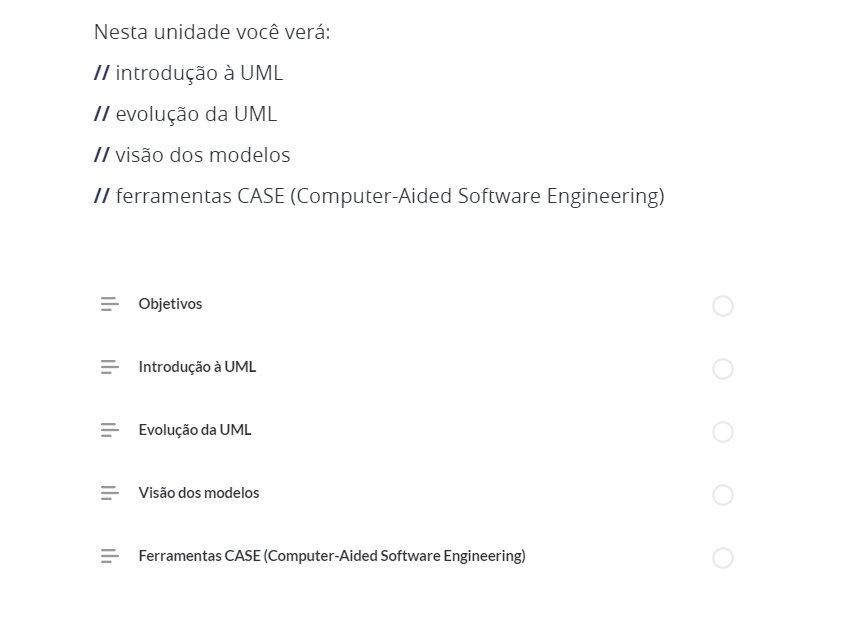 Nesta unidade você verá:
// introdução à UML
// evolução da UML
// visão dos modelos
// ferramentas CASE (Computer-Aided Software Engineering)
Objetivos
Introdução à UML
Evolução da UML
Visão dos modelos
Ferramentas CASE (Computer-Aided Software Engineering)